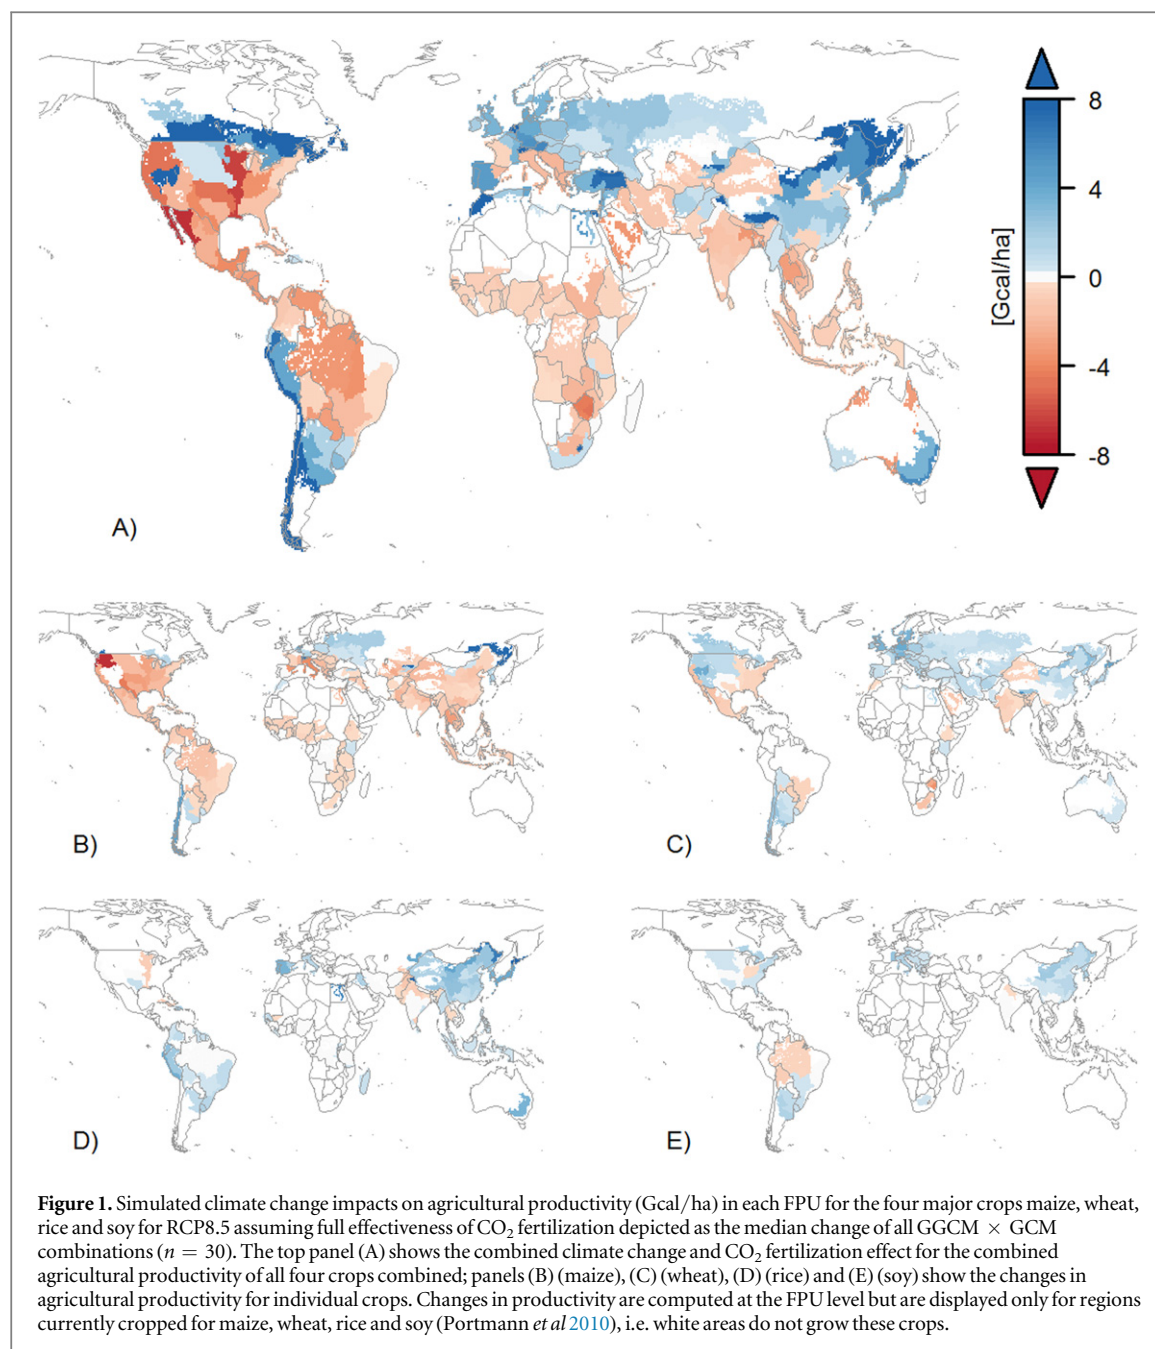 8
4
0
-4
-8
[Gcal/ha]
A)
B)
C)
D)
E)
Figure 1. Simulated climate change impacts on agricultural productivity (Gcal/ha) in each FPU for the four major crops maize, wheat,
rice and soy for RCP8.5 assuming full effectiveness of CO₂ fertilization depicted as the median change of all GGCM × GCM
combinations (n = 30). The top panel (A) shows the combined climate change and CO₂ fertilization effect for the combined
agricultural productivity of all four crops combined; panels (B) (maize), (C) (wheat), (D) (rice) and (E) (soy) show the changes in
agricultural productivity for individual crops. Changes in productivity are computed at the FPU level but are displayed only for regions
currently cropped for maize, wheat, rice and soy (Portmann et al 2010), i.e. white areas do not grow these crops.